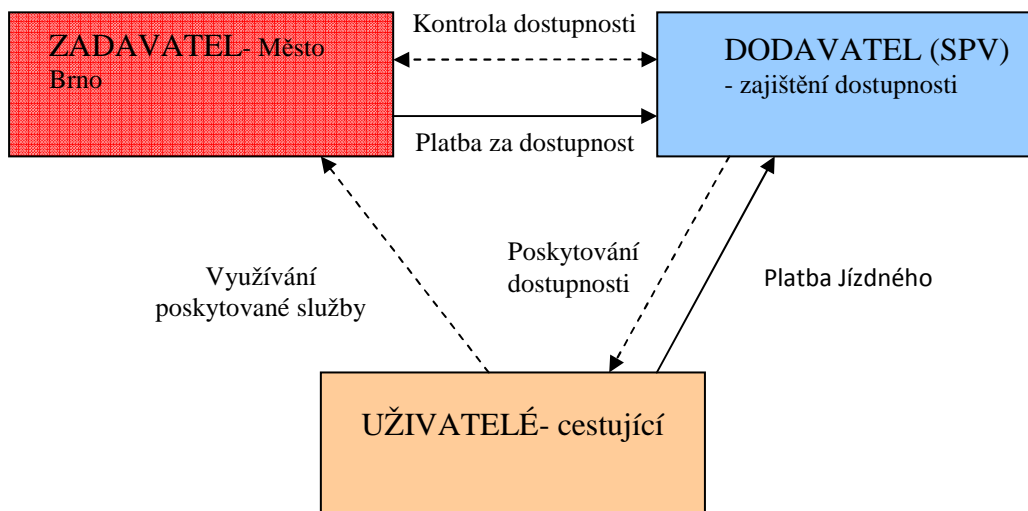 ZADAVATEL- Město
Brno
Kontrola dostupnosti
Platba za dostupnost
DODAVATEL (SPV)
- zajištění dostupnosti
Využívání
poskytované služby
Poskytování
dostupnosti
Platba Jízdného
UŽIVATELÉ- cestující